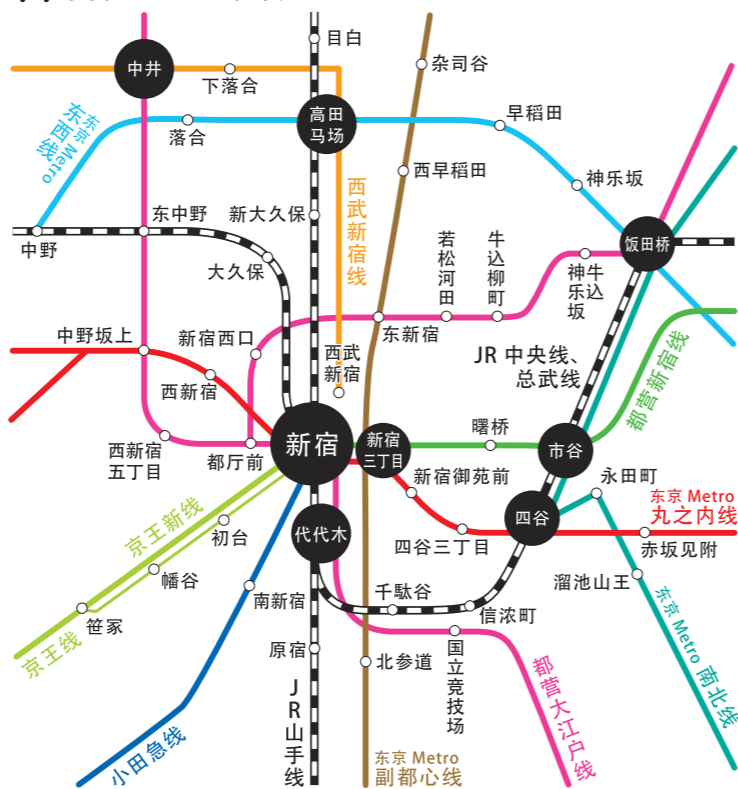 目白
杂司谷
中井
下落合
高田
马场
早稻田
东京 Metro
东西线
落合
西早稻田
神乐坂
西武新宿线
东中野
新大久保
若松河田
牛込柳町
饭田桥
中野
大久保
牛込
神乐坂
中野坂上
新宿西口
东新宿
西武
新宿
JR 中央线、
总武线
都营新宿线
西新宿
新宿
新宿
三丁目
曙桥
市谷
西新宿
五丁目
都厅前
新宿御苑前
永田町
东京 Metro
丸之内线
京王新线
初台
代代木
四谷三丁目
四谷
赤坂见附
幡谷
千駄谷
溜池山王
笹冢
南新宿
信浓町
京王线
原宿
北参道
国立竞技场
东京 Metro 南北线
小田急线
JR山手线
东京 Metro
副都心线
都营大江户线